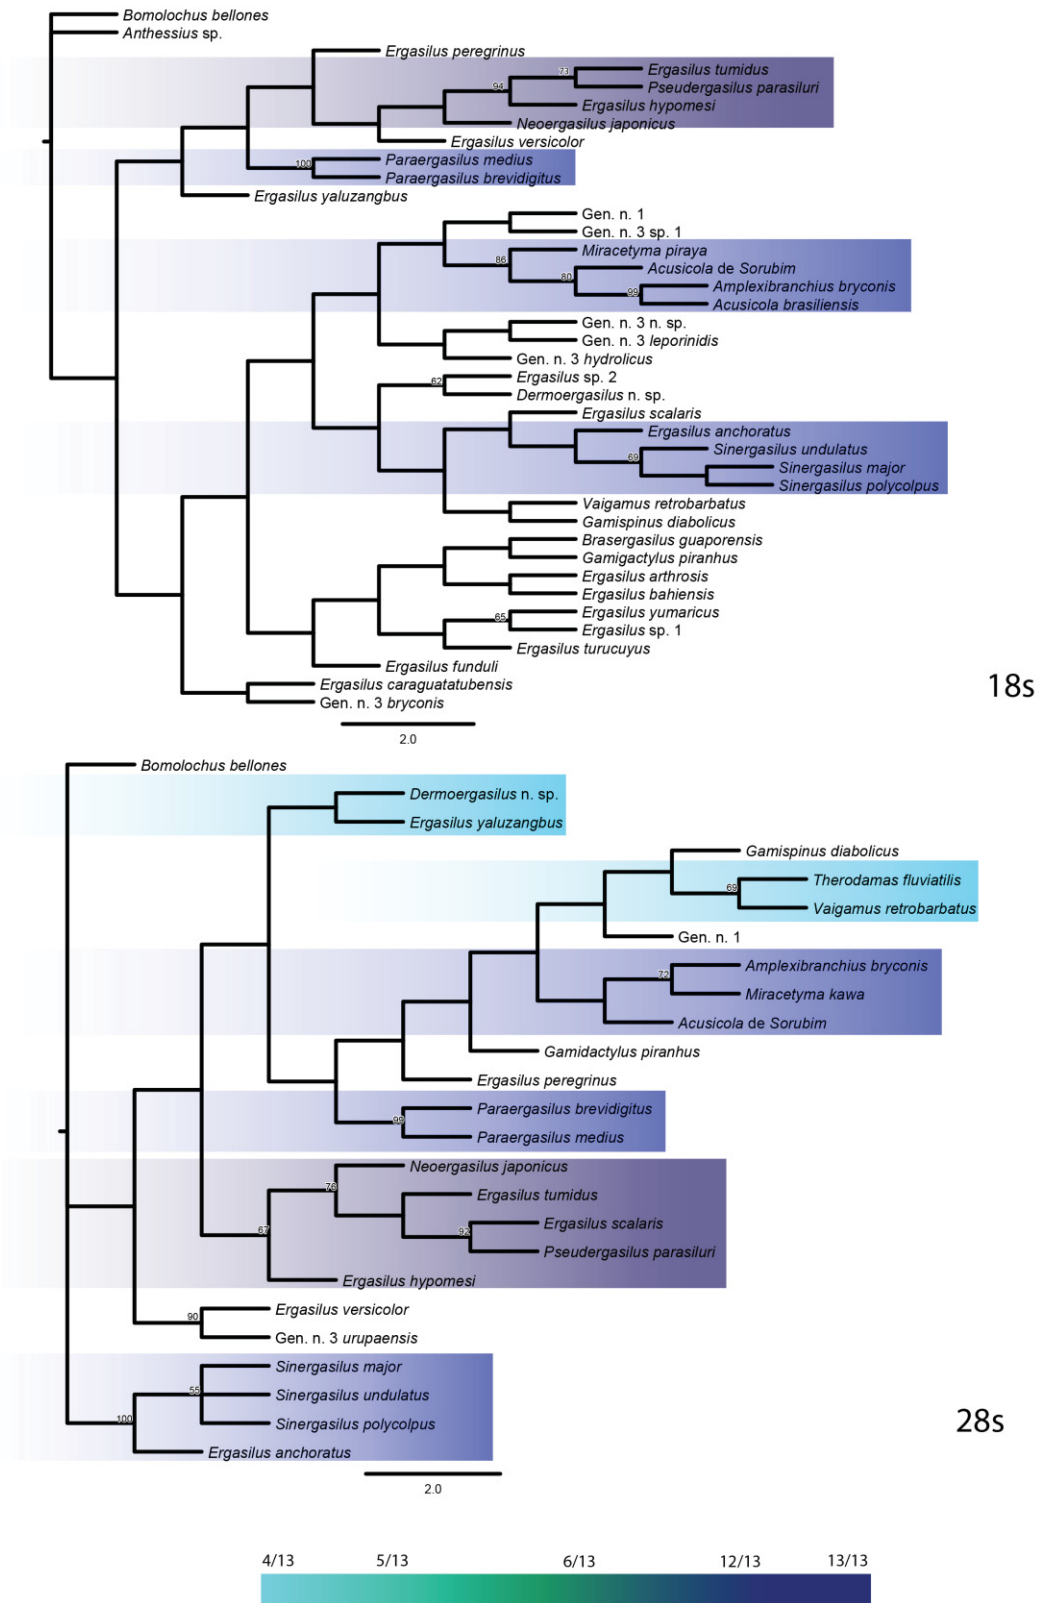 Bomolochus bellones
Anthessius sp.
Ergasilus peregrinus
73
Ergasilus tumidus
Pseudergasilus parasiluri
94
Ergasilus hypomesi
Neoergasilus japonicus
Ergasilus versicolor
100
Paraergasilus medius
Paraergasilus brevidigitus
Ergasilus yaluzangbus
Gen. n. 1
Gen. n. 3 sp. 1
Miracetyma piraya
86
Acusicola de Sorubim
80
Amplexibranchius bryconis
99
Acusicola brasiliensis
Gen. n. 3 n. sp.
Gen. n. 3 leporinidis
Gen. n. 3 hydrolicus
Ergasilus sp. 2
62
Dermoergasilus n. sp.
Ergasilus scalaris
Ergasilus anchoratus
Sinergasilus undulatus
69
Sinergasilus major
Sinergasilus polycolpus
Vaigamus retrobarbatus
Gamispinus diabolicus
Brasergasilus guaporensis
Gamigactylus piranhus
Ergasilus arthrosis
Ergasilus bahiensis
Ergasilus yumaricus
65
Ergasilus sp. 1
Ergasilus turucuyus
Ergasilus funduli
Ergasilus caraguatatubensis
Gen. n. 3 bryconis
18s
2.0
Bomolochus bellones
Dermoergasilus n. sp.
Ergasilus yaluzangbus
Gamispinus diabolicus
Therodamas fluviatilis
69
Vaigamus retrobarbatus
Gen. n. 1
Amplexibranchius bryconis
72
Miracetyma kawa
Acusicola de Sorubim
Gamidactylus piranhus
Ergasilus peregrinus
Paraergasilus brevidigitus
99
Paraergasilus medius
Neoergasilus japonicus
76
Ergasilus tumidus
Ergasilus scalaris
67
92
Pseudergasilus parasiluri
Ergasilus hypomesi
Ergasilus versicolor
90
Gen. n. 3 urupaensis
Sinergasilus major
55
Sinergasilus undulatus
100
Sinergasilus polycolpus
Ergasilus anchoratus
28s
2.0
4/13 5/13 6/13 12/13 13/13